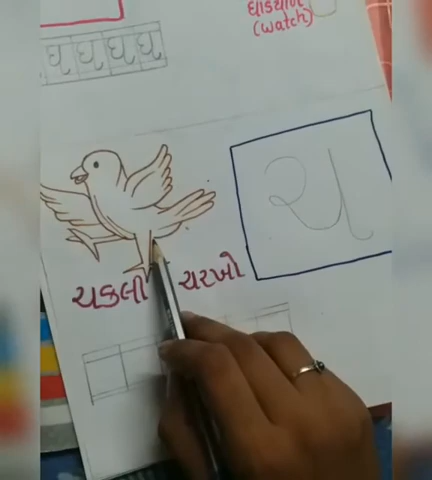 ઘ ઘ ઘ ઘ
ઘડિયાળ
(watch)
ચ
ચકલી ચરખો